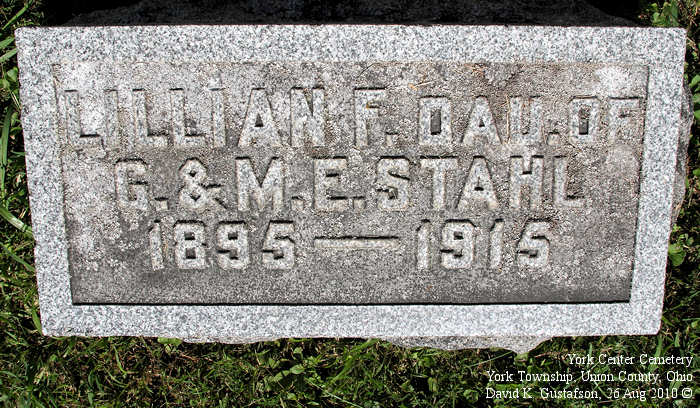 LILLIAN F. DAU. OF
G. & M. E. STAHL
1895 — 1915
York Center Cemetery
York Township, Union County, Ohio
David K. Gustafson, 26 Aug 2010 ©